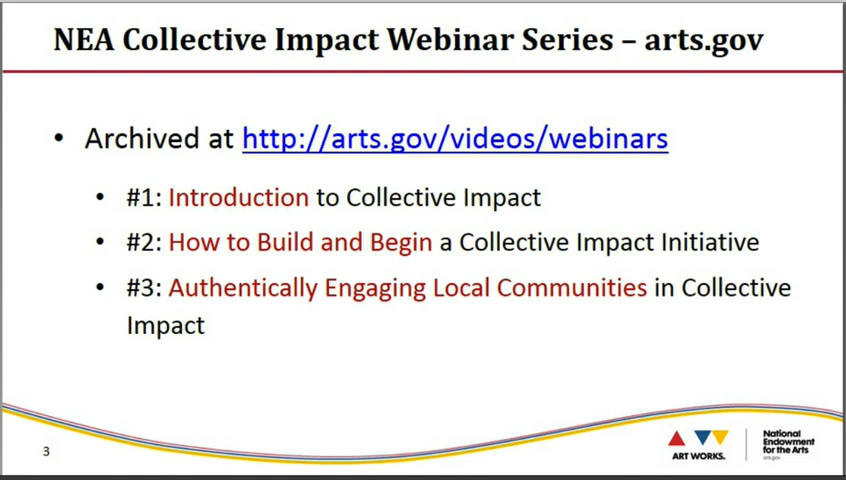 NEA Collective Impact Webinar Series – arts.gov
• Archived at http://arts.gov/videos/webinars
• #1: Introduction to Collective Impact
• #2: How to Build and Begin a Collective Impact Initiative
• #3: Authentically Engaging Local Communities in Collective
Impact
3
ART WORKS.
National
Endowment
for the Arts
arts.gov